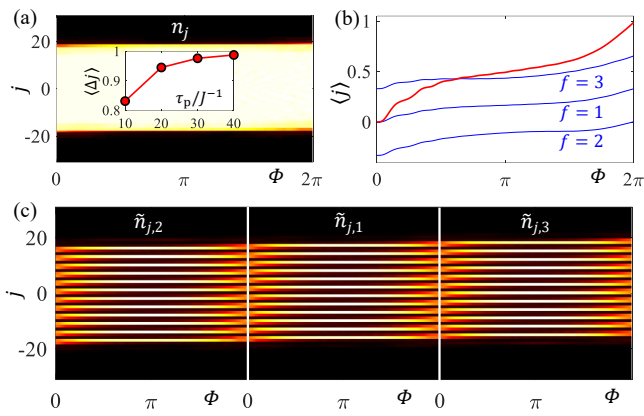 (a)
n_j
20
0
-20
j
1
0.9
0.8
⟨Δj⟩
10 20 30 40
τ_p/J⁻¹
0 π Φ 2π
(b)
1
0.5
0
⟨j⟩
f = 3
f = 1
f = 2
0 π Φ 2π
(c)
ñ_{j,2} ñ_{j,1} ñ_{j,3}
20
0
-20
j
0 π Φ 0 π Φ 0 π Φ